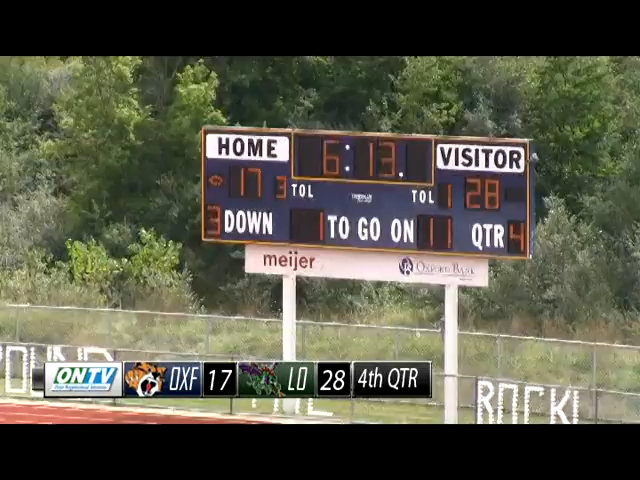 HOME 6:13 VISITOR
17 3 TOL TOL 1 28
3 DOWN 1 TO GO ON 11 QTR 4
meijer OXFORD BANK
ONTV OXF 17 LO 28 4th QTR
ROCK!